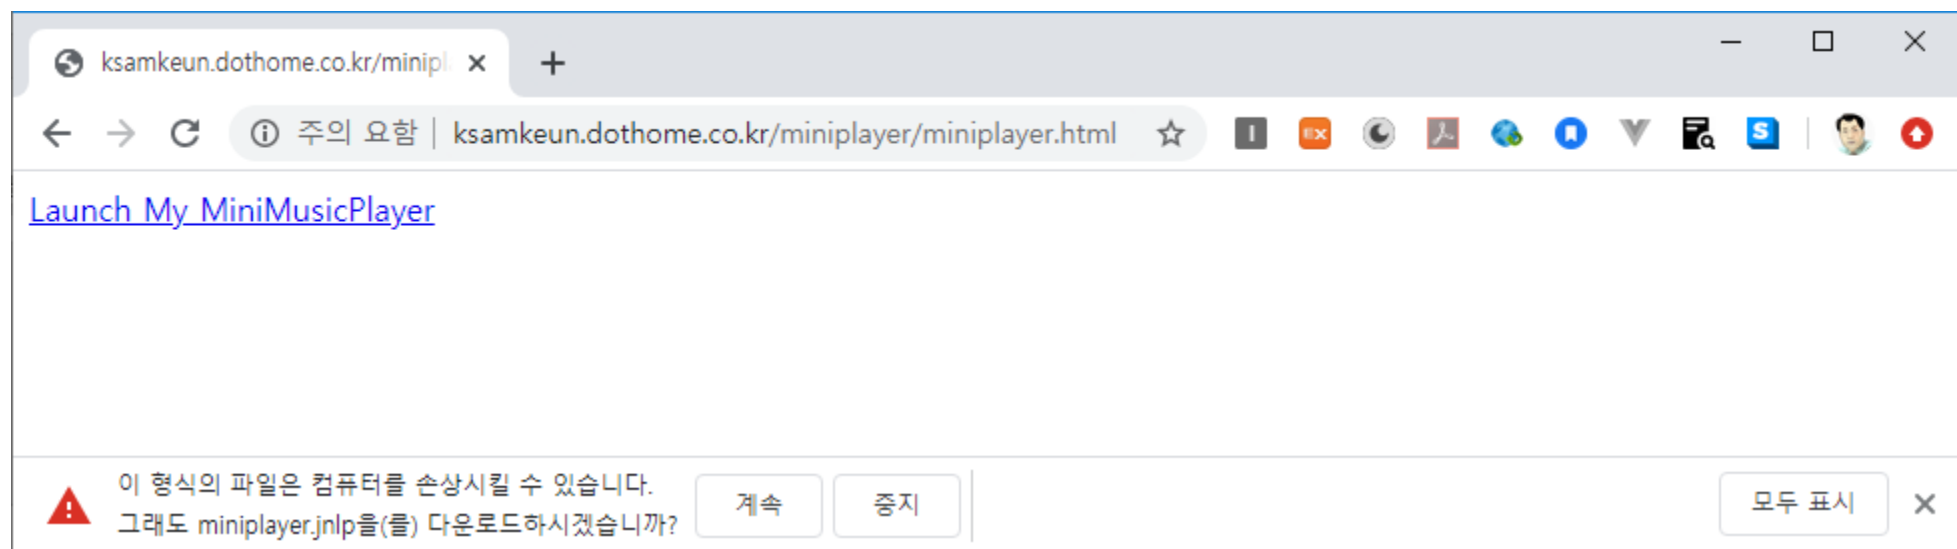 ksamkeun.dothome.co.kr/minipl
주의 요함 | ksamkeun.dothome.co.kr/miniplayer/miniplayer.html
I
EX
S
Launch My MiniMusicPlayer
이 형식의 파일은 컴퓨터를 손상시킬 수 있습니다.
그래도 miniplayer.jnlp을(를) 다운로드하시겠습니까?
계속
중지
모두 표시